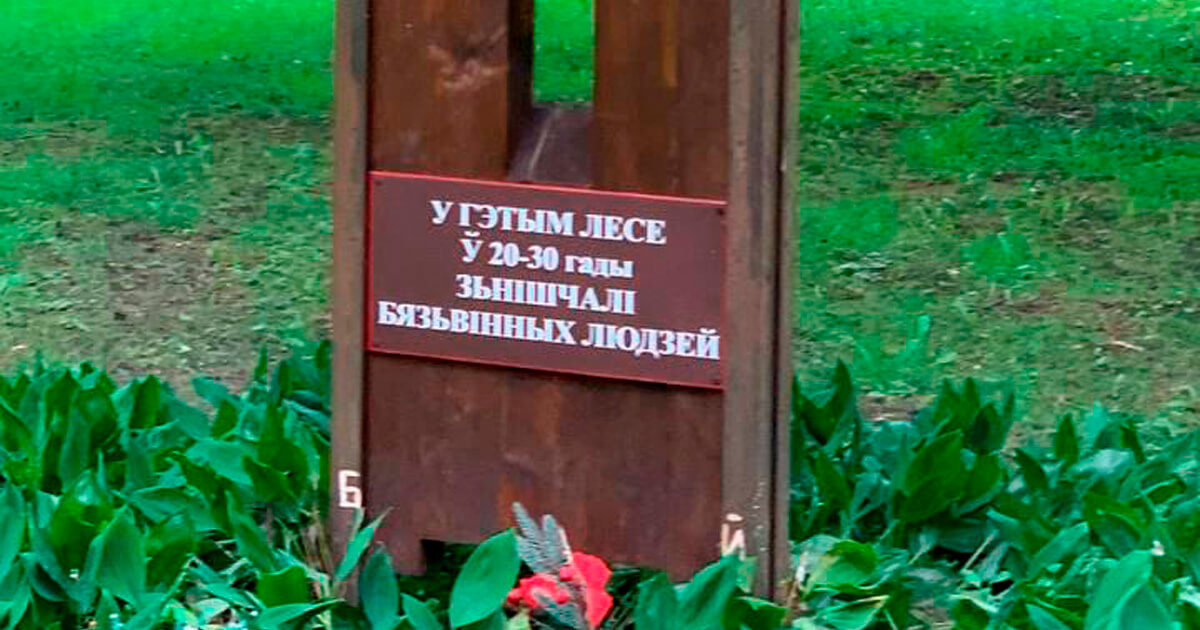 У ГЭТЫМ ЛЕСЕ
Ў 20-30 гады
ЗЬНІШЧАЛІ
БЯЗЬВІННЫХ ЛЮДЗЕЙ
Б
Й